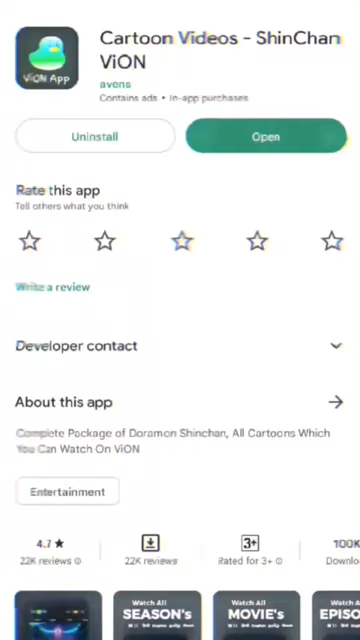 ViON App
Cartoon Videos - ShinChan
ViON
avens
Contains ads • In-app purchases
Uninstall
Open
Rate this app
Tell others what you think
Write a review
Developer contact
About this app
Complete Package of Doramon Shinchan, All Cartoons Which
You Can Watch On ViON
Entertainment
4.7 ★
22K reviews
22K reviews
3+
Rated for 3+
100K
Downlo
Watch All
SEASON's
Watch All
MOVIE's
Watch A
EPISO